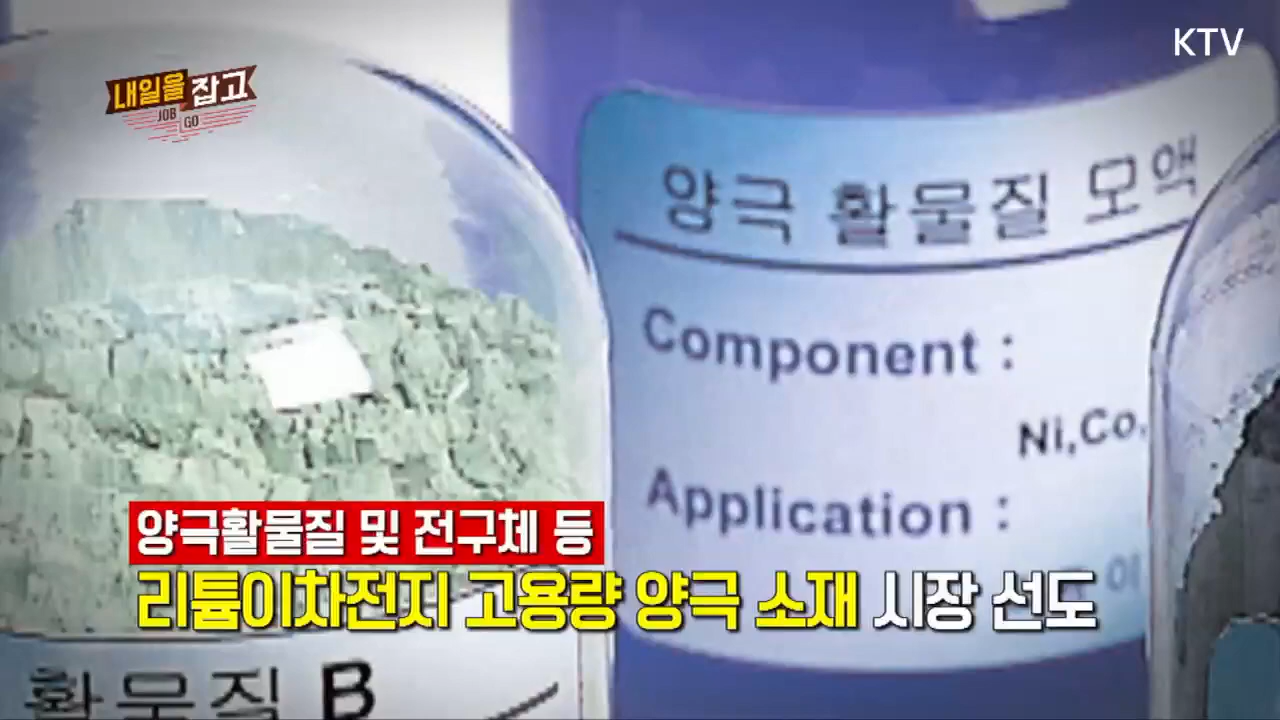 KTV
내일을 잡고
JOB GO
양극 활물질 모액
Component :
Ni,Co,
Application :
양극활물질 및 전구체 등
리튬이차전지 고용량 양극 소재 시장 선도
활물질 B